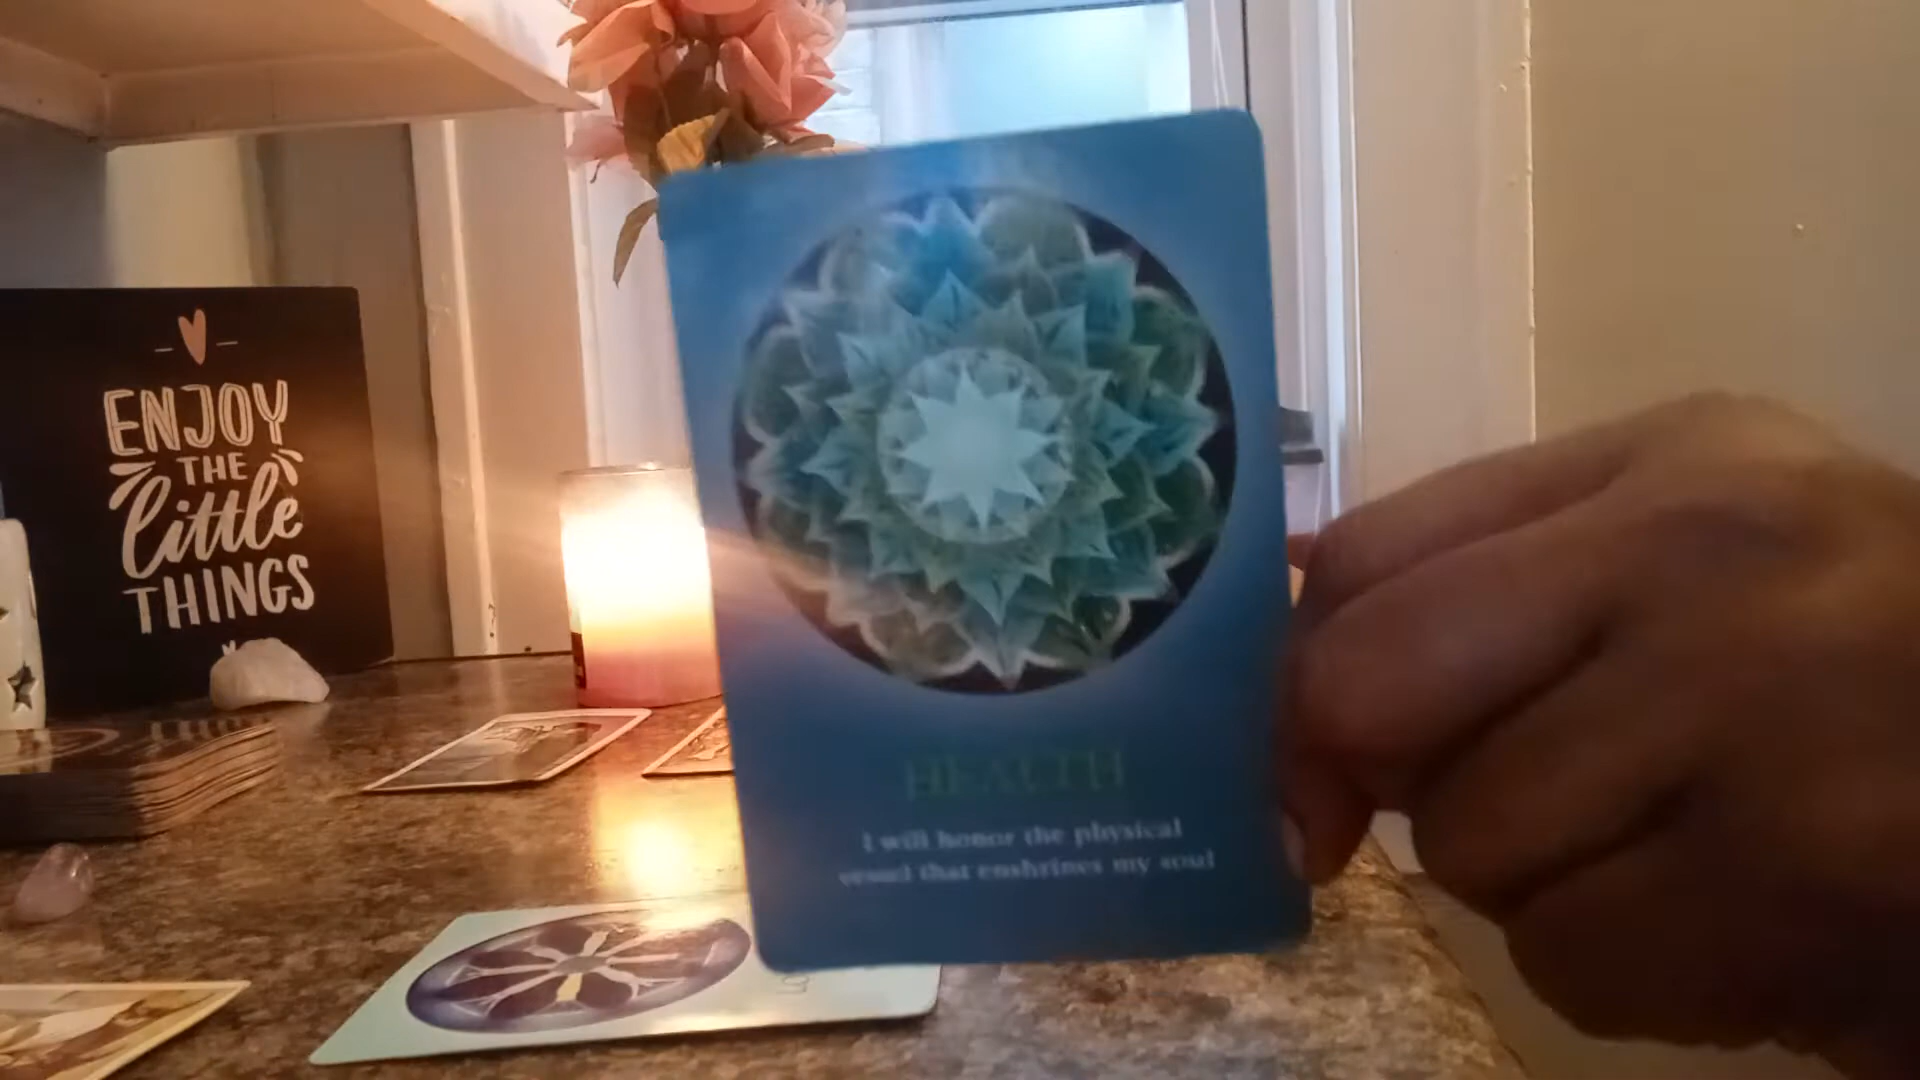 ENJOY
THE
little
THINGS
HEALTH
I will honor the physical
vessel that enshrines my soul